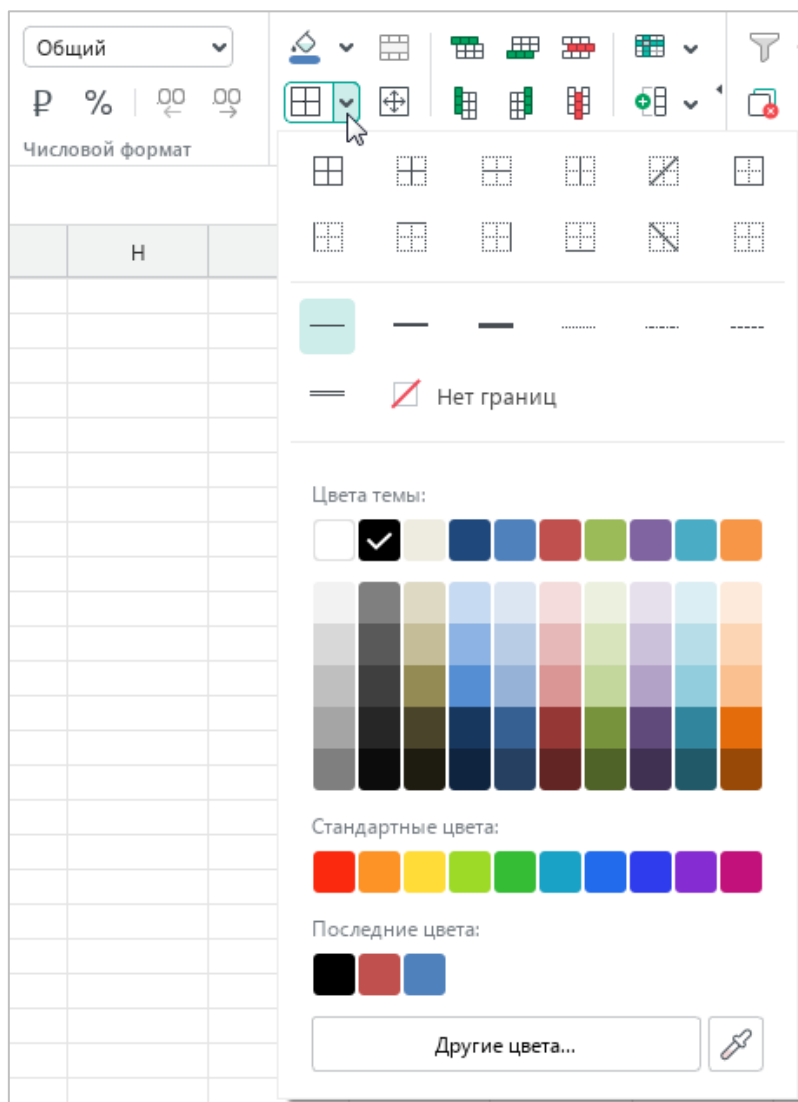 Общий
% .00 .00
Числовой формат
H
Нет границ
Цвета темы:
Стандартные цвета:
Последние цвета:
Другие цвета...